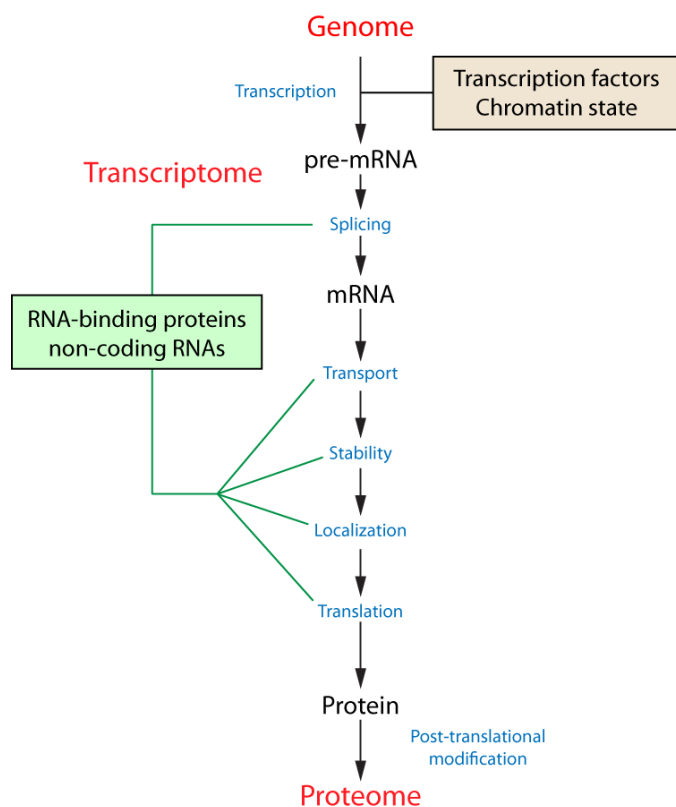 Genome
Transcription
Transcription factors
Chromatin state
pre-mRNA
Transcriptome
Splicing
mRNA
RNA-binding proteins
non-coding RNAs
Transport
Stability
Localization
Translation
Protein
Post-translational
modification
Proteome